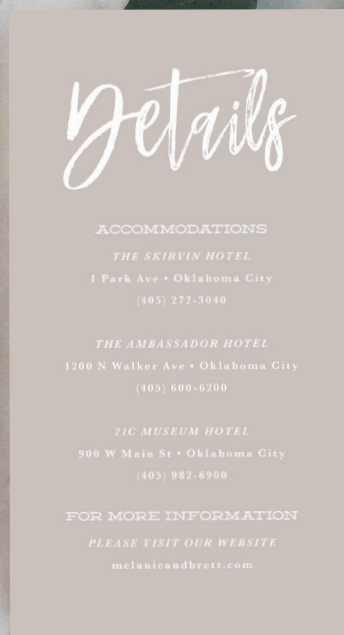 Details
ACCOMMODATIONS
THE SKIRVIN HOTEL
1 Park Ave • Oklahoma City
(405) 272-3040
THE AMBASSADOR HOTEL
1200 N Walker Ave • Oklahoma City
(405) 600-6200
21C MUSEUM HOTEL
900 W Main St • Oklahoma City
(405) 982-6900
FOR MORE INFORMATION
PLEASE VISIT OUR WEBSITE
melanieandbrett.com